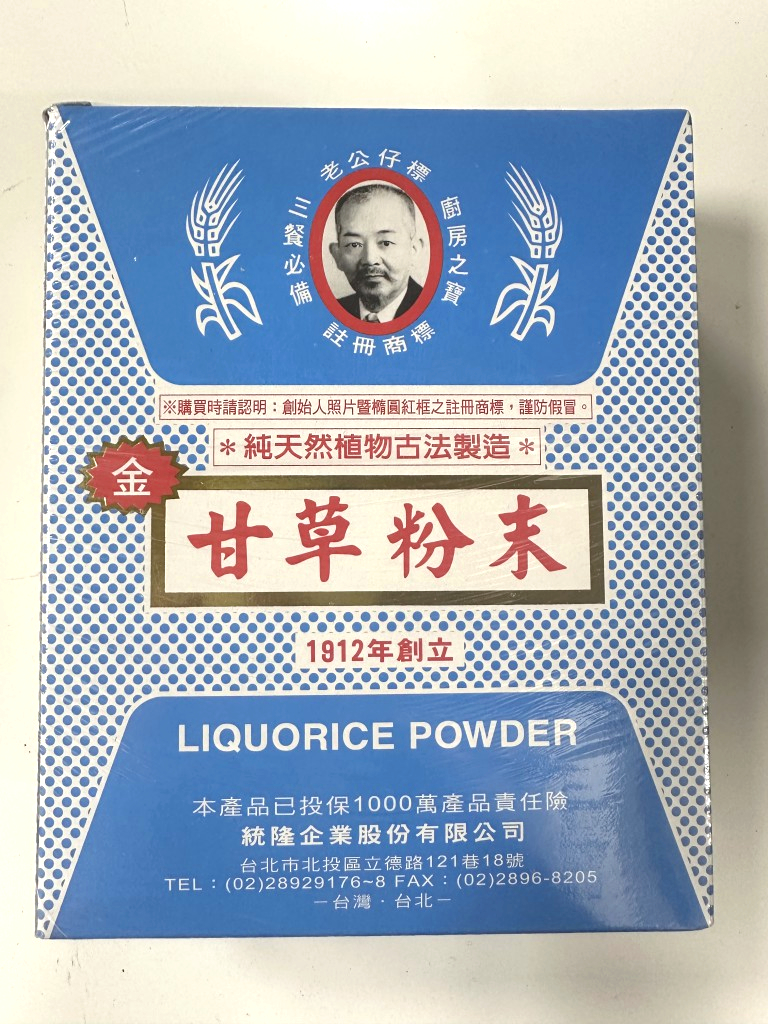 老公仔標
三餐必備
廚房之寶
註冊商標
※購買時請認明：創始人照片暨橢圓紅框之註冊商標，謹防假冒。
＊純天然植物古法製造＊
金
甘草粉末
1912年創立
LIQUORICE POWDER
本產品已投保1000萬產品責任險
統隆企業股份有限公司
台北市北投區立德路121巷18號
TEL：(02)28929176~8 FAX：(02)2896-8205
－台灣．台北－